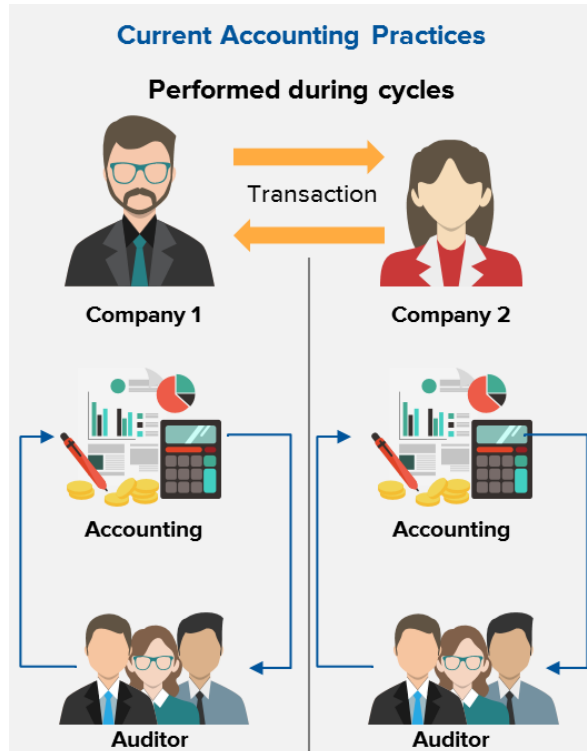 Current Accounting Practices
Performed during cycles
Transaction
Company 1
Company 2
Accounting
Accounting
Auditor
Auditor